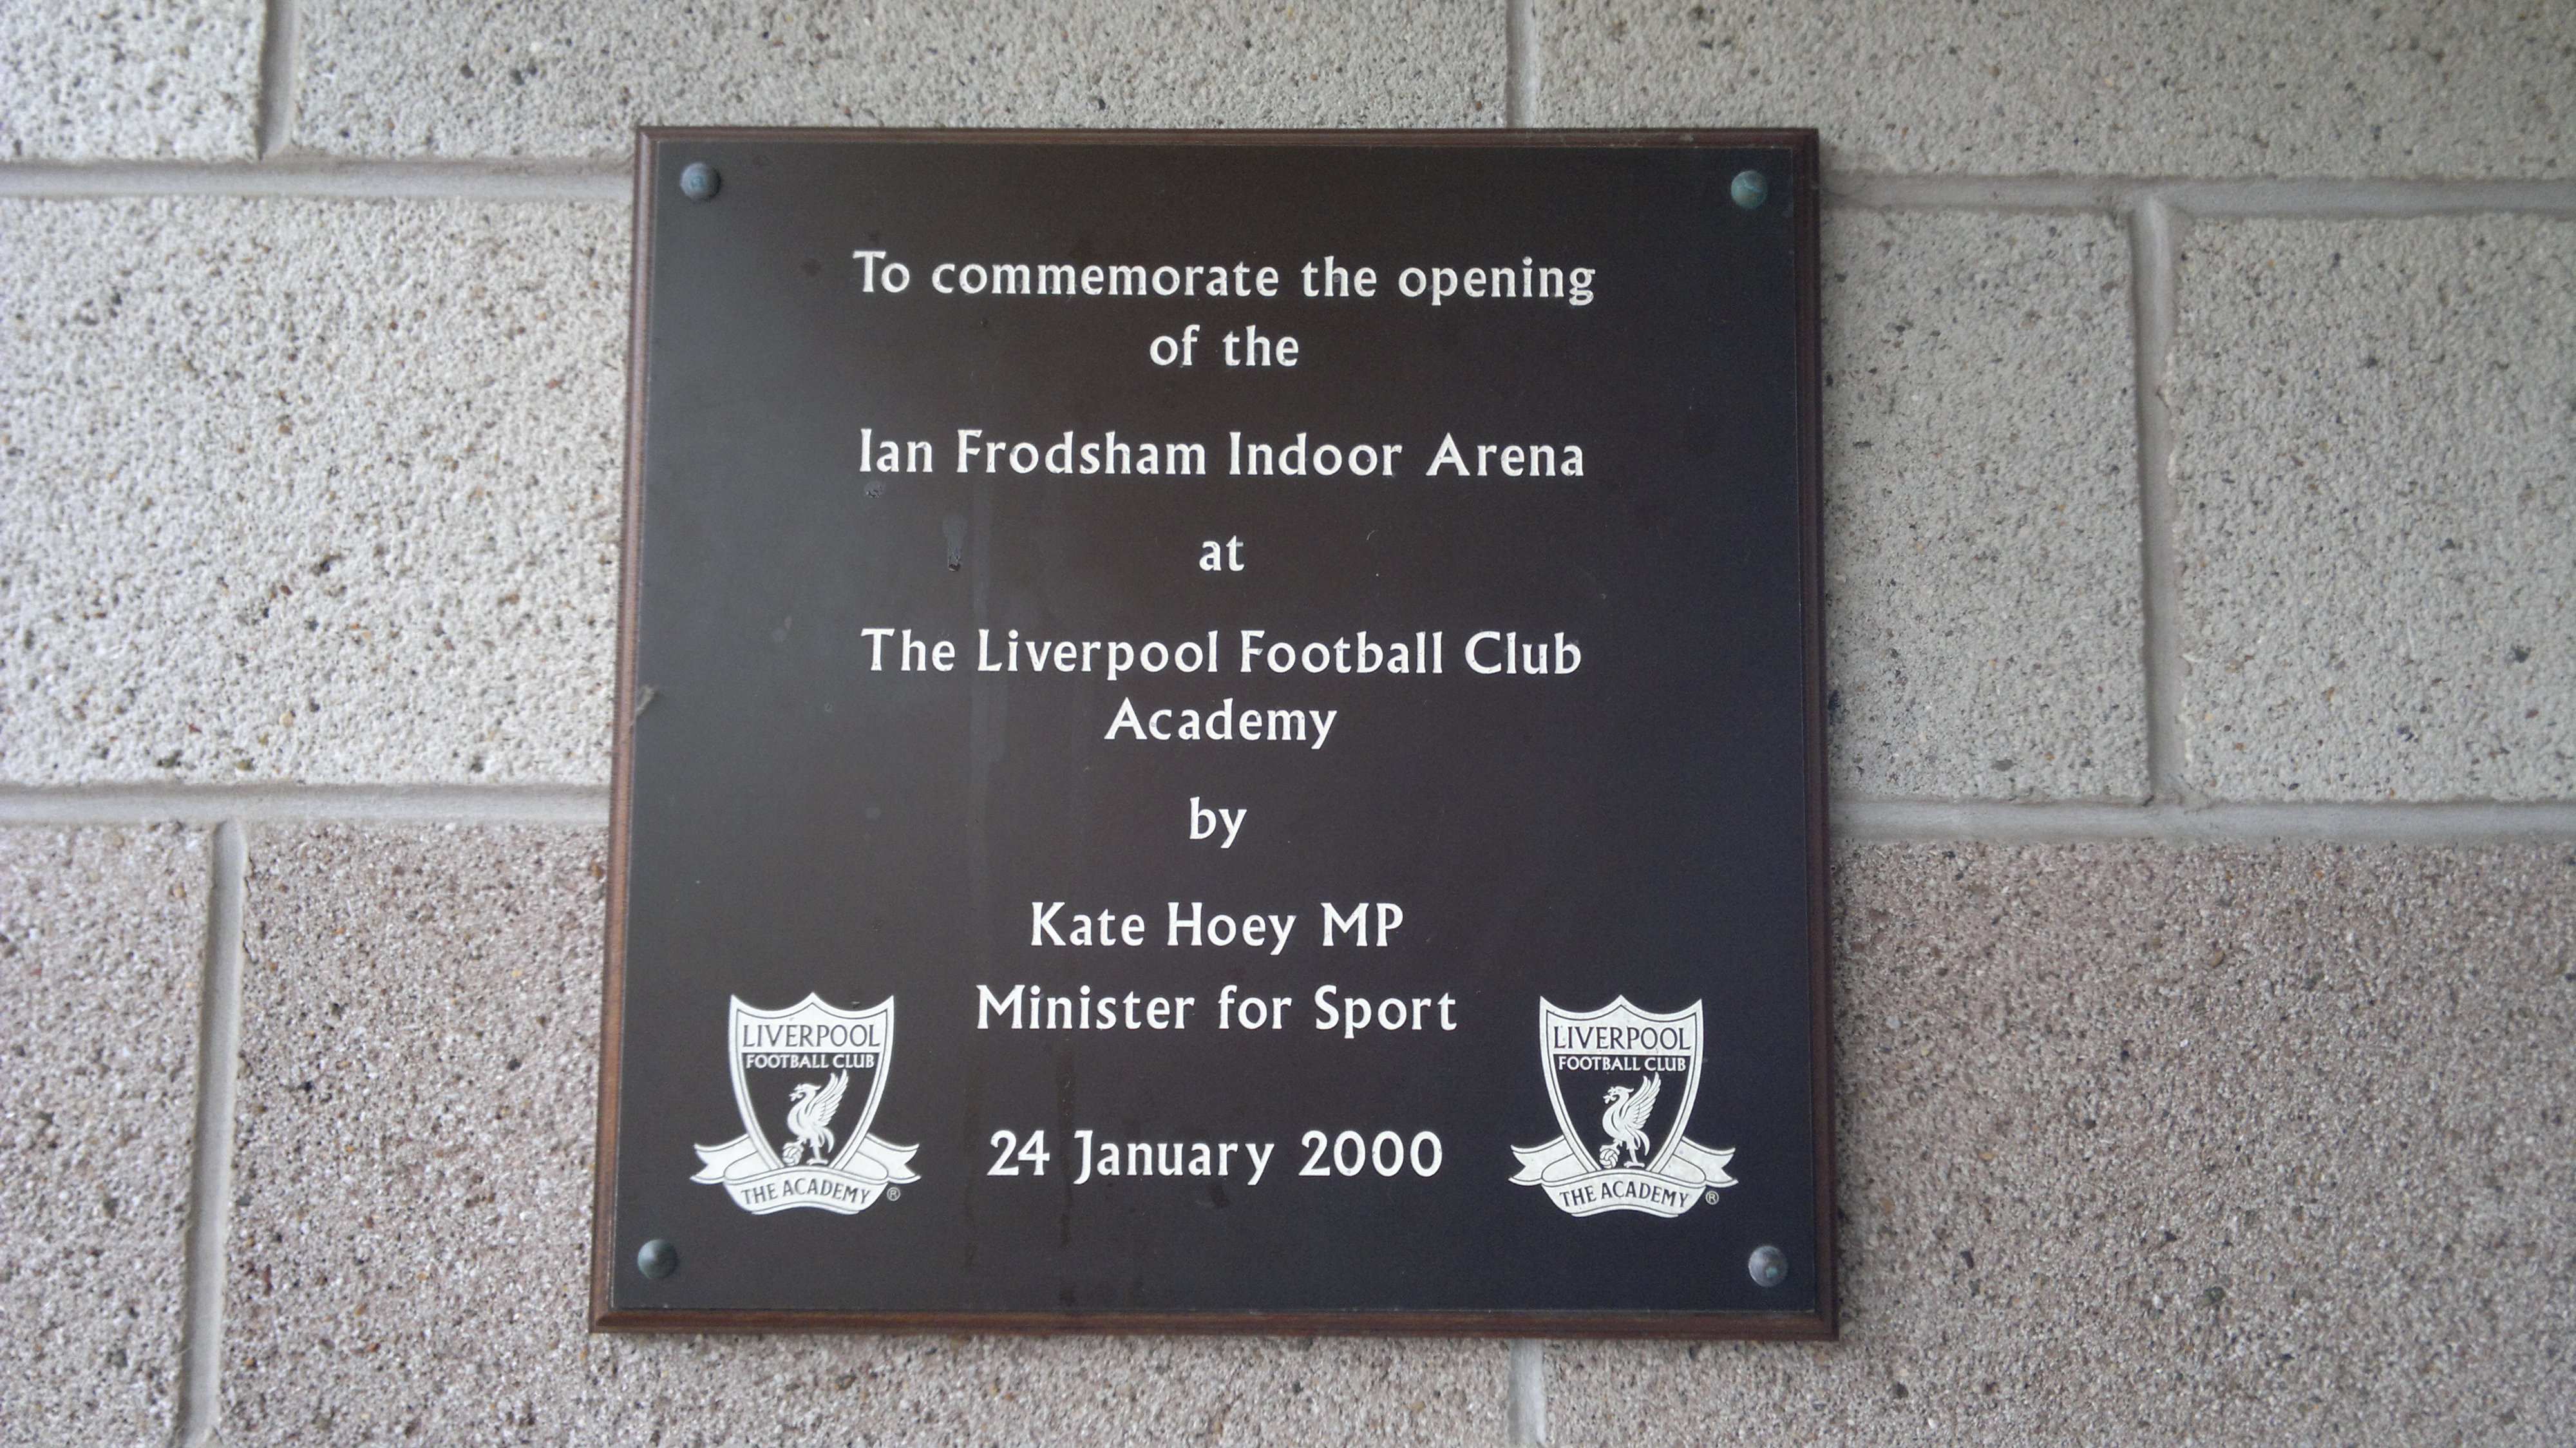 To commemorate the opening
of the
Ian Frodsham Indoor Arena
at
The Liverpool Football Club
Academy
by
Kate Hoey MP
Minister for Sport
LIVERPOOL
FOOTBALL CLUB
THE ACADEMY ®
24 January 2000
LIVERPOOL
FOOTBALL CLUB
THE ACADEMY ®